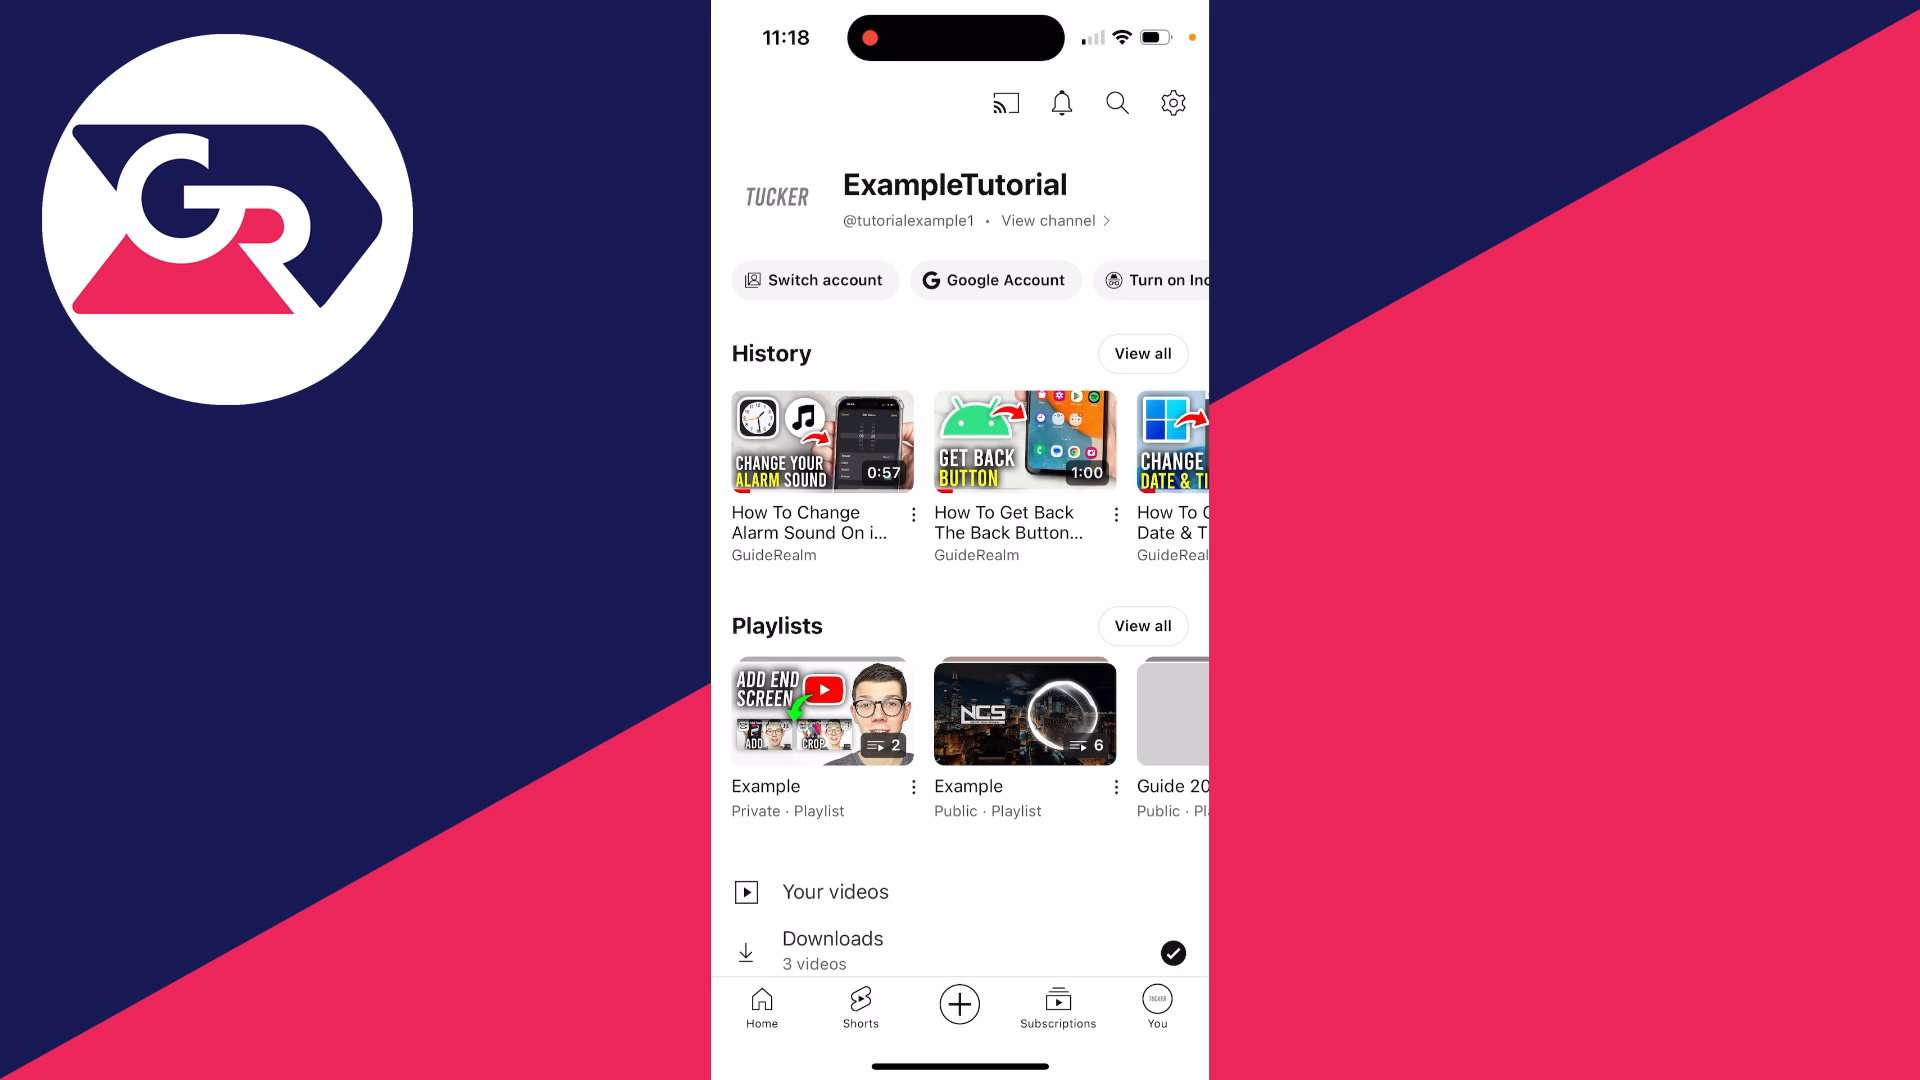 11:18
TUCKER
ExampleTutorial
@tutorialexample1 • View channel >
Switch account
Google Account
Turn on Inc
History
View all
CHANGE YOUR
ALARM SOUND
0:57
GET BACK
BUTTON
1:00
CHANGE
DATE & TI
How To Change
Alarm Sound On i...
GuideRealm
How To Get Back
The Back Button...
GuideRealm
How To C
Date & T
GuideReal
Playlists
View all
ADD END
SCREEN
ADD
CROP
2
NCS
6
Example
Private · Playlist
Example
Public · Playlist
Guide 20
Public · Pl
Your videos
Downloads
3 videos
Home
Shorts
Subscriptions
TUCKER
You
GR